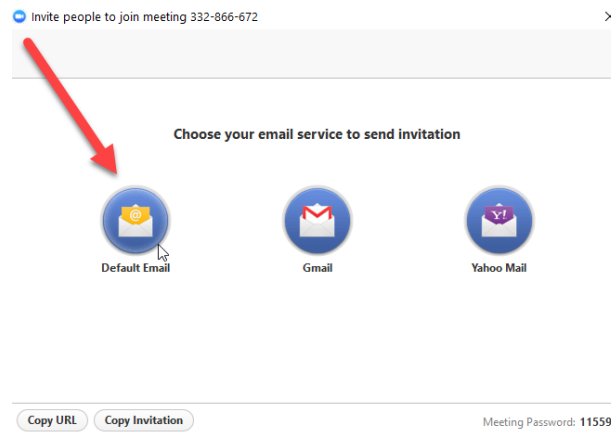 Invite people to join meeting 332-866-672
Choose your email service to send invitation
Default Email Gmail Yahoo Mail
Copy URL Copy Invitation Meeting Password: 11559